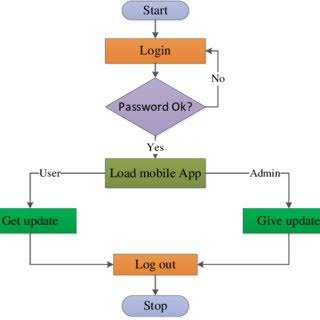 Start
Login
No
Password Ok?
Yes
User
Load mobile App
Admin
Get update
Give update
Log out
Stop